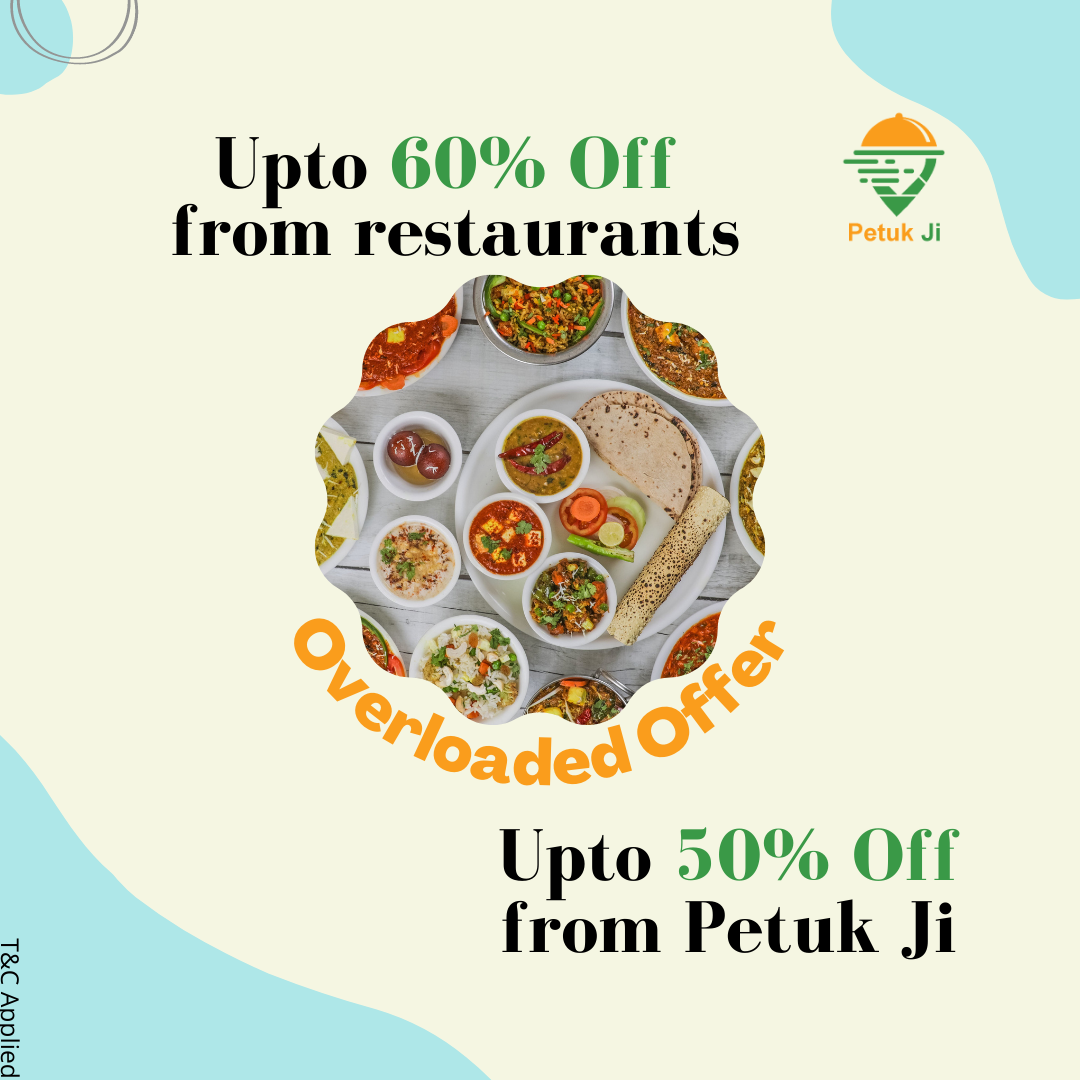 Upto 60% Off
from restaurants
Petuk Ji
Overloaded Offer
Upto 50% Off
from Petuk Ji
T&C Applied